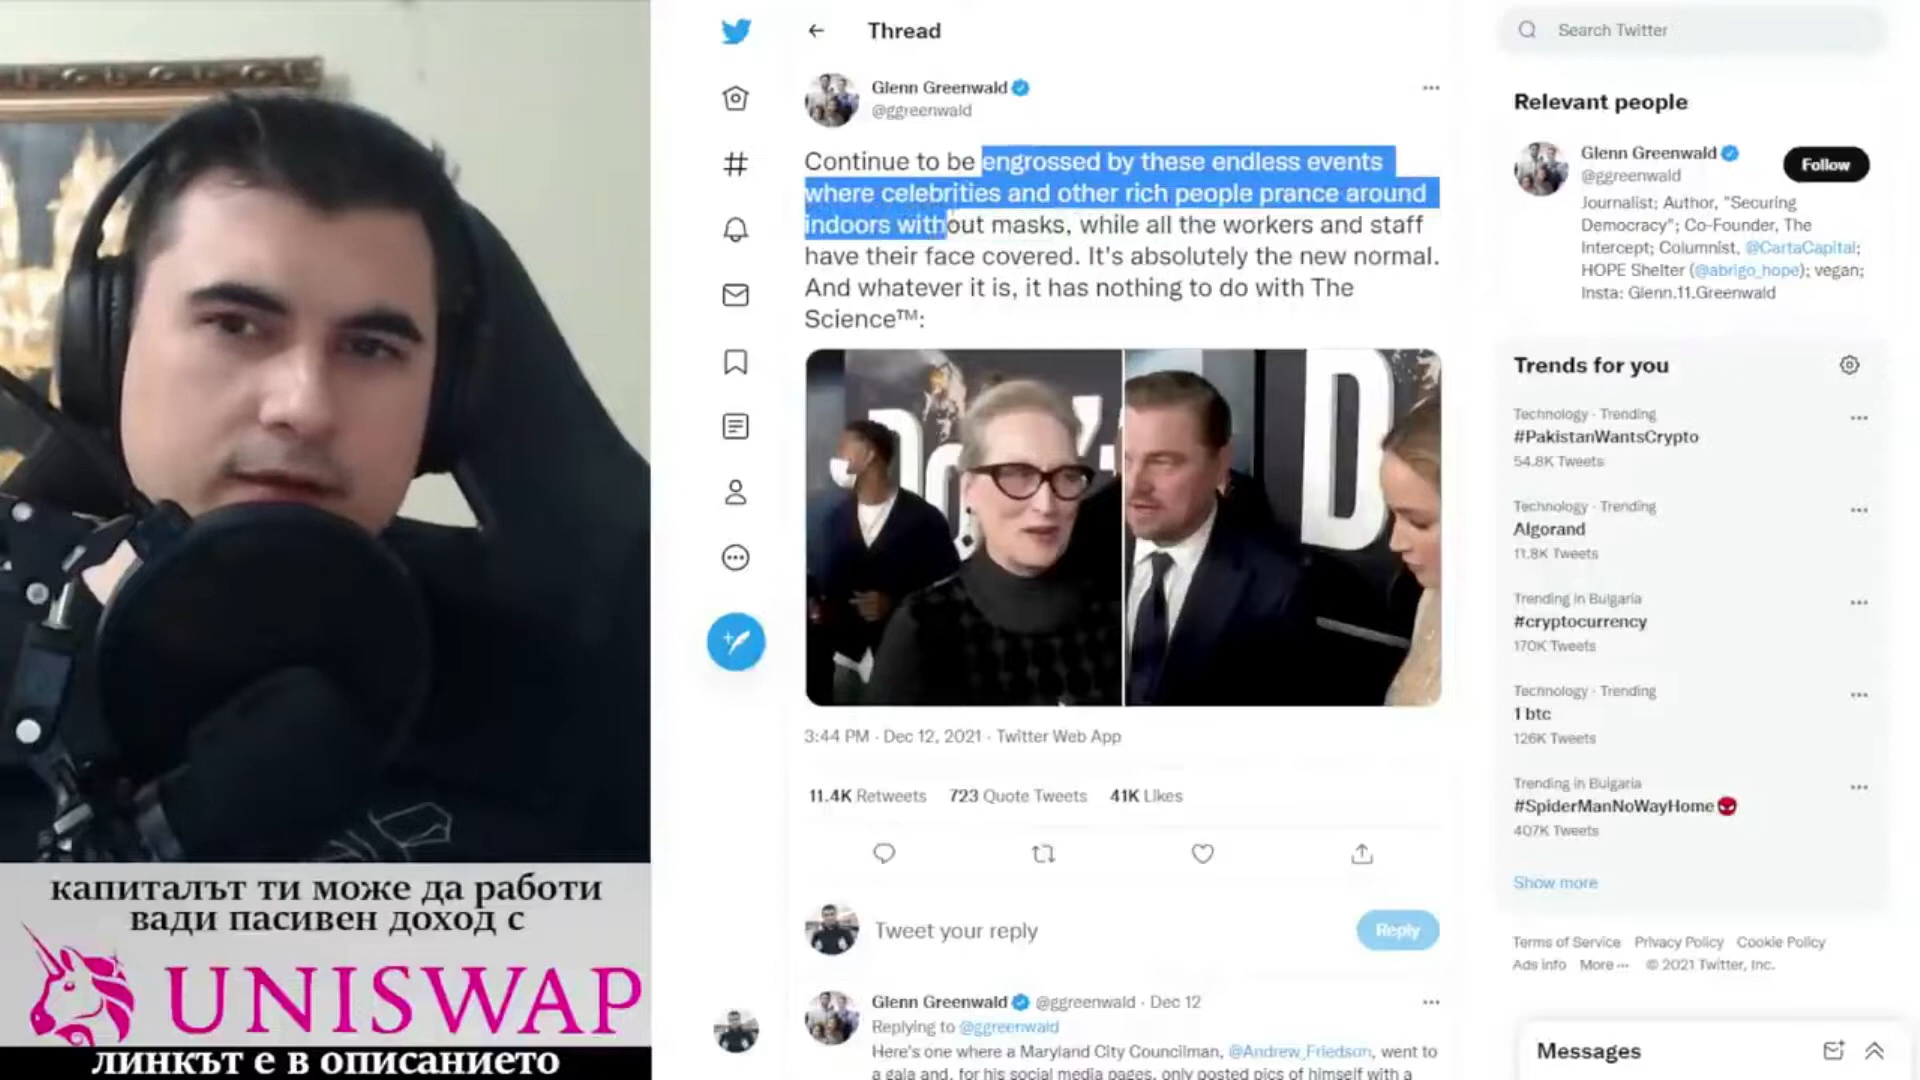 Thread
Search Twitter
Glenn Greenwald
@ggreenwald
Continue to be engrossed by these endless events
where celebrities and other rich people prance around
indoors without masks, while all the workers and staff
have their face covered. It's absolutely the new normal.
And whatever it is, it has nothing to do with The
Science™:
3:44 PM · Dec 12, 2021 · Twitter Web App
11.4K Retweets 723 Quote Tweets 41K Likes
Tweet your reply
Reply
Glenn Greenwald @ggreenwald · Dec 12
Replying to @ggreenwald
Here's one where a Maryland City Councilman, @Andrew_Friedson, went to
a gala and, for his social media pages, only posted pics of himself with a
Relevant people
Glenn Greenwald
@ggreenwald
Follow
Journalist; Author, "Securing
Democracy"; Co-Founder, The
Intercept; Columnist, @CartaCapital;
HOPE Shelter (@abrigo_hope); vegan;
Insta: Glenn.11.Greenwald
Trends for you
Technology · Trending
#PakistanWantsCrypto
54.8K Tweets
Technology · Trending
Algorand
11.8K Tweets
Trending in Bulgaria
#cryptocurrency
170K Tweets
Technology · Trending
1 btc
126K Tweets
Trending in Bulgaria
#SpiderManNoWayHome
407K Tweets
Show more
Terms of Service Privacy Policy Cookie Policy
Ads info More ··· © 2021 Twitter, Inc.
Messages
капиталът ти може да работи
вади пасивен доход с
UNISWAP
линкът е в описанието